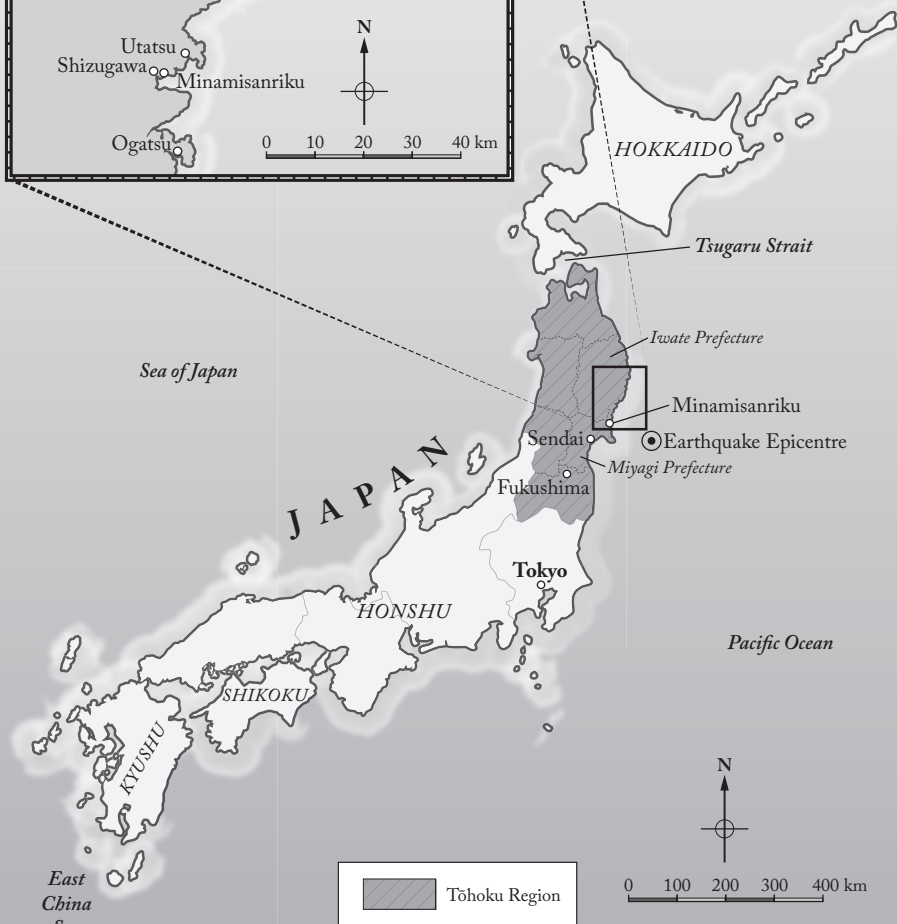 Utatsu
Shizugawa
Minamisanriku
Ogatsu
N
0 10 20 30 40 km
HOKKAIDO
Tsugaru Strait
Iwate Prefecture
Sea of Japan
Minamisanriku
Sendai
Earthquake Epicentre
Miyagi Prefecture
Fukushima
JAPAN
Tokyo
HONSHU
Pacific Ocean
SHIKOKU
KYUSHU
N
0 100 200 300 400 km
East
China
Tōhoku Region